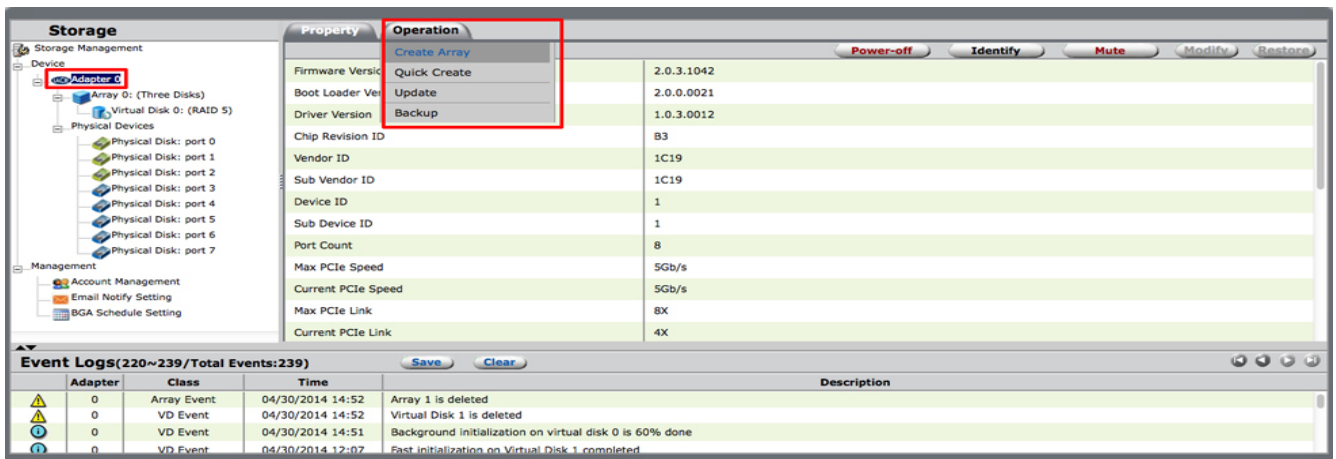 Storage
Property
Operation
Storage Management
Device
Adapter 0
Array 0: (Three Disks)
Virtual Disk 0: (RAID 5)
Physical Devices
Physical Disk: port 0
Physical Disk: port 1
Physical Disk: port 2
Physical Disk: port 3
Physical Disk: port 4
Physical Disk: port 5
Physical Disk: port 6
Physical Disk: port 7
Management
Account Management
Email Notify Setting
BGA Schedule Setting
Create Array
Quick Create
Update
Backup
Power-off Identify Mute Modify Restore
Firmware Versic 2.0.3.1042
Boot Loader Ver 2.0.0.0021
Driver Version 1.0.3.0012
Chip Revision ID B3
Vendor ID 1C19
Sub Vendor ID 1C19
Device ID 1
Sub Device ID 1
Port Count 8
Max PCIe Speed 5Gb/s
Current PCIe Speed 5Gb/s
Max PCIe Link 8X
Current PCIe Link 4X
Event Logs(220~239/Total Events:239) Save Clear
Adapter Class Time Description
0 Array Event 04/30/2014 14:52 Array 1 is deleted
0 VD Event 04/30/2014 14:52 Virtual Disk 1 is deleted
0 VD Event 04/30/2014 14:51 Background initialization on virtual disk 0 is 60% done
0 VD Event 04/30/2014 12:07 Fast initialization on Virtual Disk 1 completed